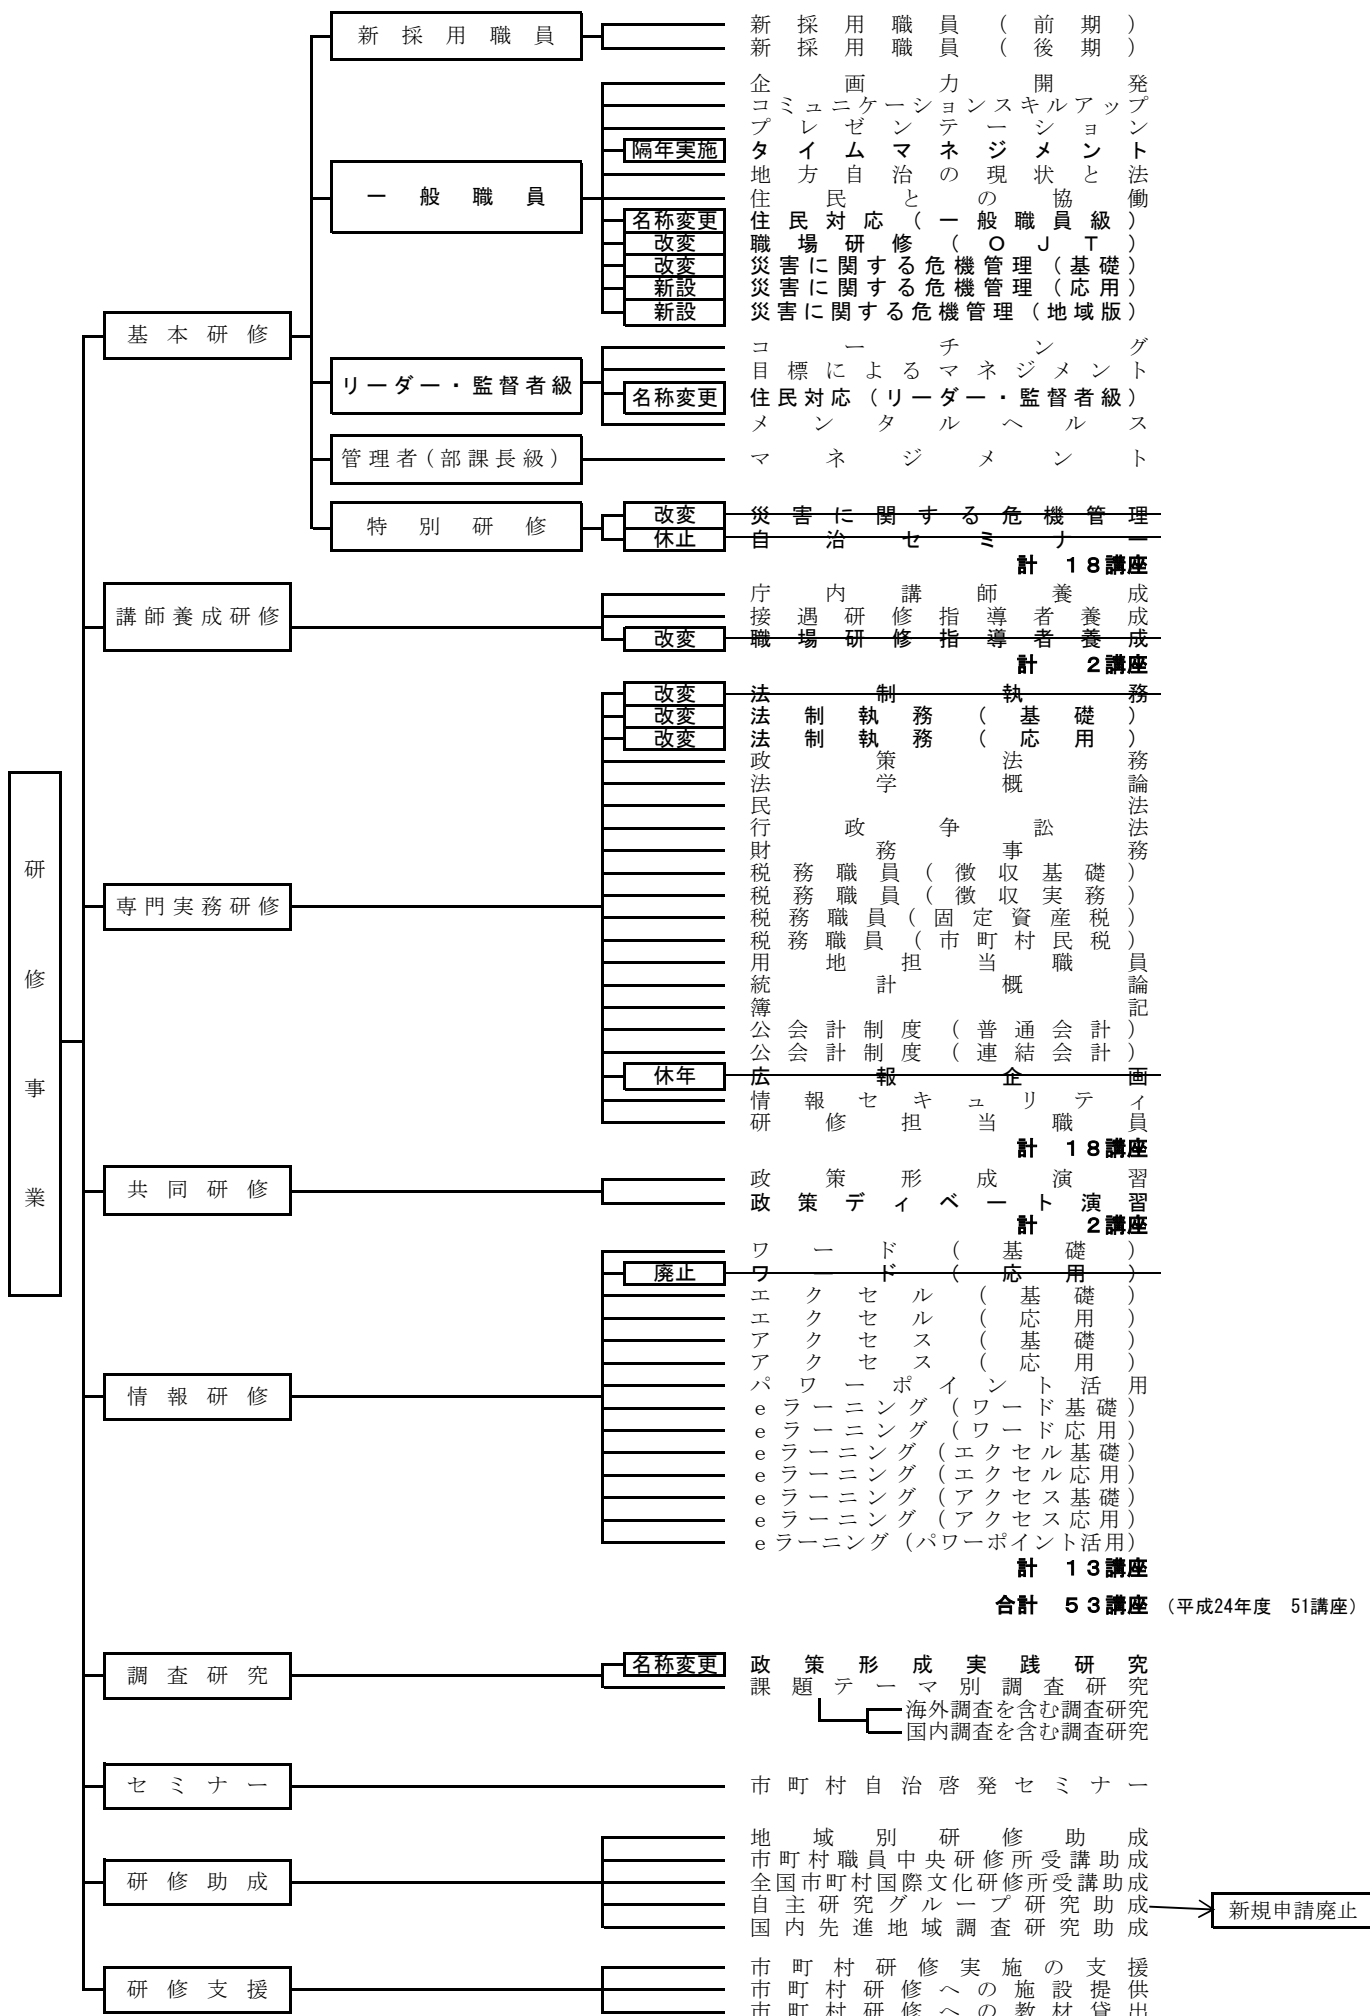 新採用職員
新採用職員（前期）
新採用職員（後期）
企画力開発
コミュニケーションスキルアップ
プレゼンテーション
隔年実施 タイムマネジメント
地方自治の現状と法
一般職員
住民との協働
名称変更 住民対応（一般職員級）
改変 職場研修（ＯＪＴ）
改変 災害に関する危機管理（基礎）
新設 災害に関する危機管理（応用）
新設 災害に関する危機管理（地域版）
基本研修
コーチング
目標によるマネジメント
リーダー・監督者級
名称変更 住民対応（リーダー・監督者級）
メンタルヘルス
管理者（部課長級） マネジメント
特別研修
改変 災害に関する危機管理
休止 自治セミナー
計 １８講座
講師養成研修
庁内講師養成
接遇研修指導者養成
改変 職場研修指導者養成
計 ２講座
改変 法制執務
改変 法制執務（基礎）
改変 法制執務（応用）
政策法務
法学概論
民法
行政争訟法
財務事務
税務職員（徴収基礎）
税務職員（徴収実務）
専門実務研修
税務職員（固定資産税）
税務職員（市町村民税）
用地担当職員
統計概論
簿記
公会計制度（普通会計）
公会計制度（連結会計）
研修事業
休年 広報企画
情報セキュリティ
研修担当職員
計 １８講座
共同研修
政策形成演習
政策ディベート演習
計 ２講座
ワード（基礎）
廃止 ワード（応用）
エクセル（基礎）
エクセル（応用）
アクセス（基礎）
アクセス（応用）
情報研修
パワーポイント活用
eラーニング（ワード基礎）
eラーニング（ワード応用）
eラーニング（エクセル基礎）
eラーニング（エクセル応用）
eラーニング（アクセス基礎）
eラーニング（アクセス応用）
eラーニング（パワーポイント活用）
計 １３講座
合計 ５３講座（平成24年度 51講座）
調査研究
名称変更 政策形成実践研究
課題テーマ別調査研究
海外調査を含む調査研究
国内調査を含む調査研究
セミナー 市町村自治啓発セミナー
研修助成
地域別研修助成
市町村職員中央研修所受講助成
全国市町村国際文化研修所受講助成
自主研究グループ研究助成 新規申請廃止
国内先進地域調査研究助成
研修支援
市町村研修実施の支援
市町村研修への施設提供
市町村研修への教材貸出